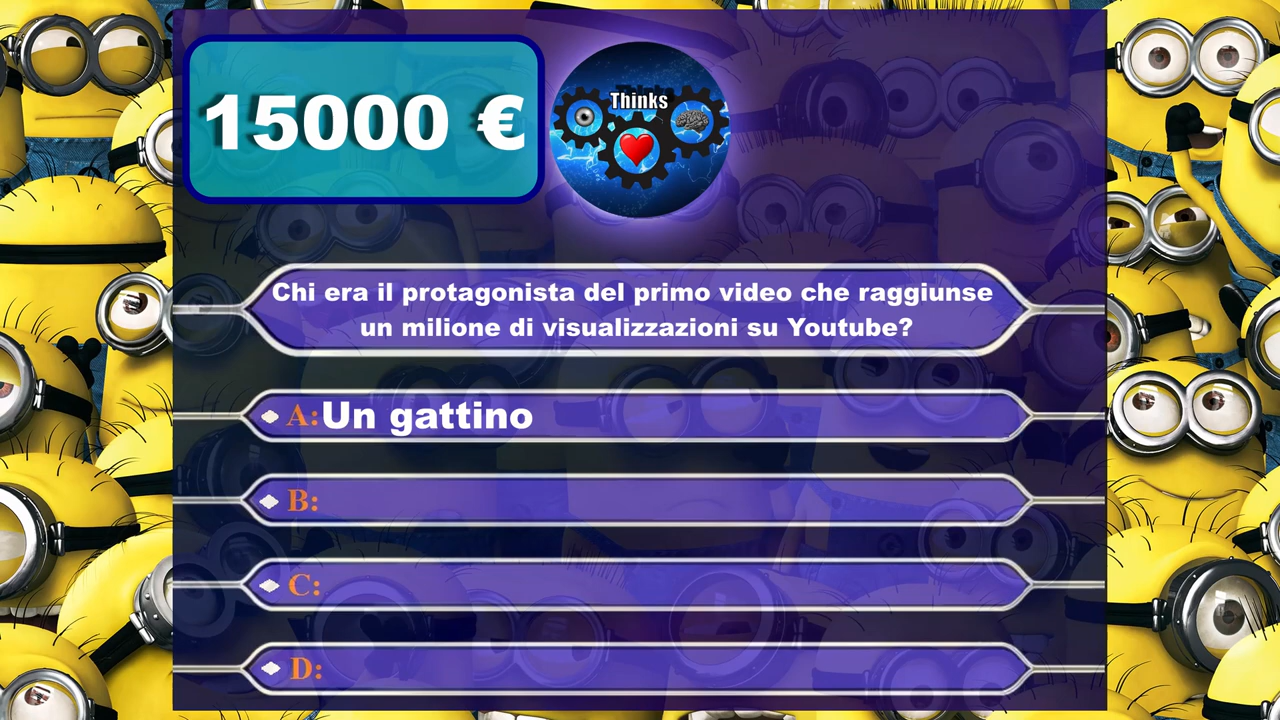 15000 €
Thinks
Chi era il protagonista del primo video che raggiunse
un milione di visualizzazioni su Youtube?
A: Un gattino
B:
C:
D: